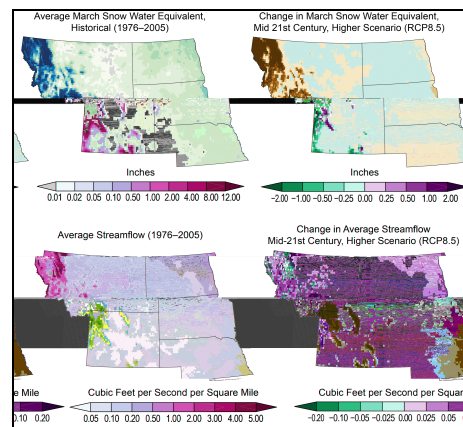 Average March Snow Water Equivalent,
Historical (1976–2005)
Change in March Snow Water Equivalent,
Mid 21st Century, Higher Scenario (RCP8.5)
Inches
0.01 0.02 0.05 0.10 0.50 1.00 2.00 4.00 8.00 12.00
Inches
−2.00 −1.00 −0.50 −0.25 0.00 0.25 0.50 1.00 2.00
Average Streamflow (1976–2005)
Change in Average Streamflow
Mid-21st Century, Higher Scenario (RCP8.5)
e Mile
0.10 0.20
Cubic Feet per Second per Square Mile
0.05 0.10 0.20 0.50 1.00 2.00 3.00 4.00 5.00
Cubic Feet per Second per Squa
−0.20 −0.10 −0.05 −0.025 0.00 0.025 0.05